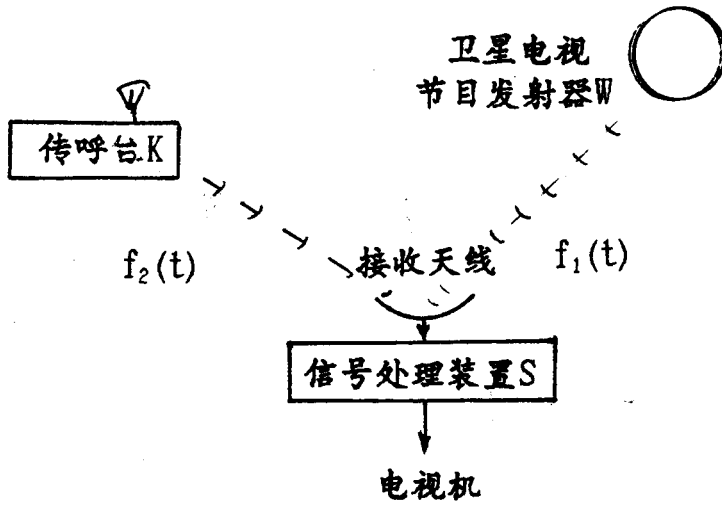 卫星电视
节目发射器W
传呼台K
f₂(t)
接收天线
f₁(t)
信号处理装置S
电视机